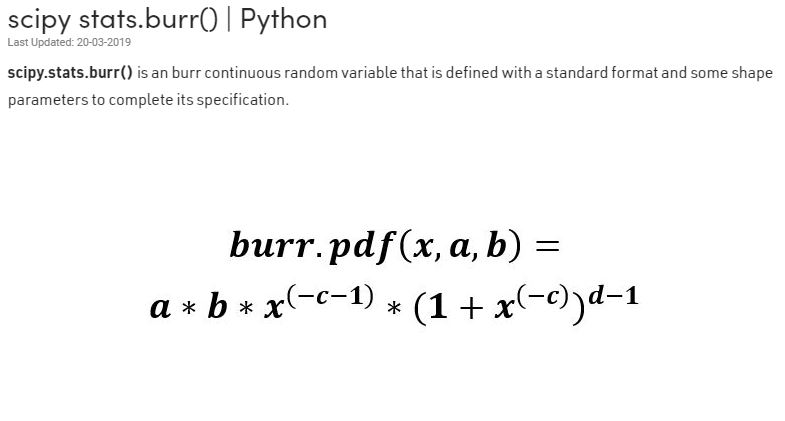 scipy stats.burr() | Python
Last Updated: 20-03-2019
scipy.stats.burr() is an burr continuous random variable that is defined with a standard format and some shape
parameters to complete its specification.
burr.pdf(x, a, b) =
a * b * x^(−c−1) * (1 + x^(−c))^d−1